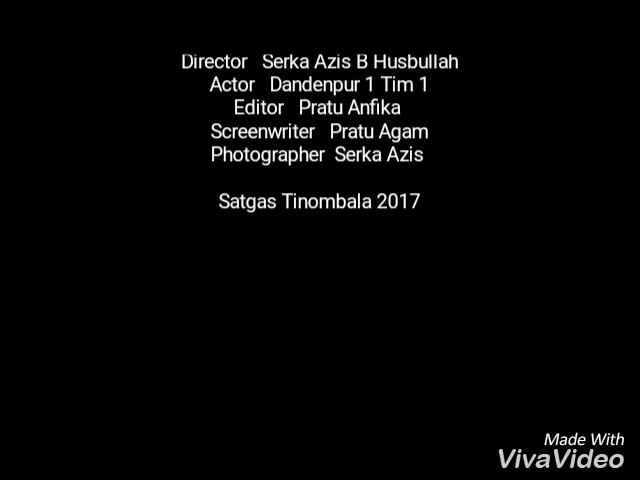 Director Serka Azis B Husbullah
Actor Dandenpur 1 Tim 1
Editor Pratu Anfika
Screenwriter Pratu Agam
Photographer Serka Azis
Satgas Tinombala 2017
Made With
VivaVideo